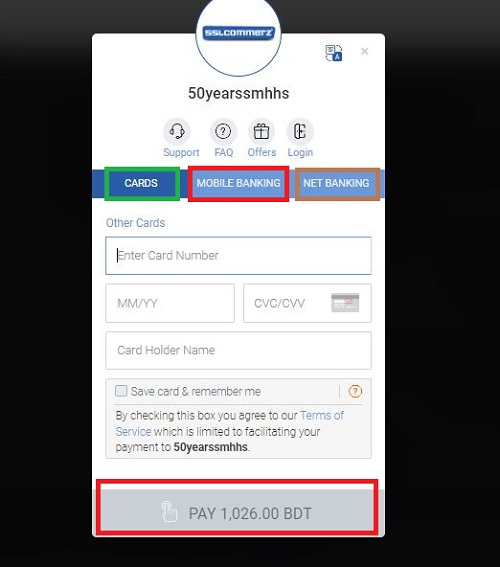 SSLCOMMERZ
A
×
50yearssmhhs
Support FAQ Offers Login
CARDS MOBILE BANKING NET BANKING
Other Cards
Enter Card Number
MM/YY CVC/CVV
Card Holder Name
Save card & remember me ?
By checking this box you agree to our Terms of
Service which is limited to facilitating your
payment to 50yearssmhhs.
PAY 1,026.00 BDT